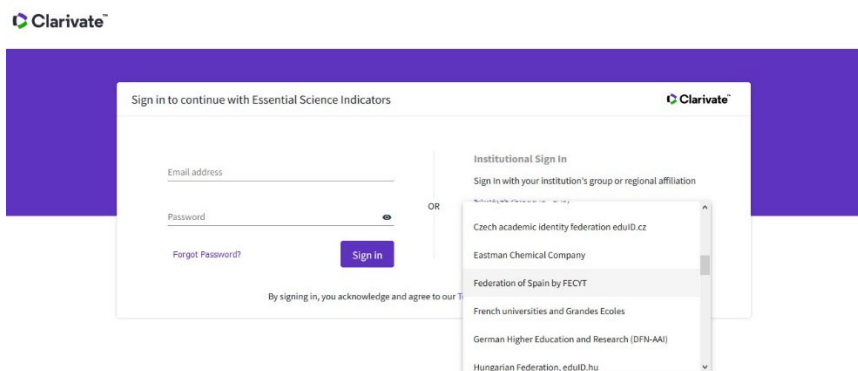 Clarivate™
Sign in to continue with Essential Science Indicators
Clarivate™
Email address
Password
Forgot Password?
Sign in
OR
Institutional Sign In
Sign In with your institution's group or regional affiliation
Czech academic identity federation eduID.cz
Eastman Chemical Company
Federation of Spain by FECYT
French universities and Grandes Ecoles
German Higher Education and Research (DFN-AAI)
Hungarian Federation, eduID.hu
By signing in, you acknowledge and agree to our